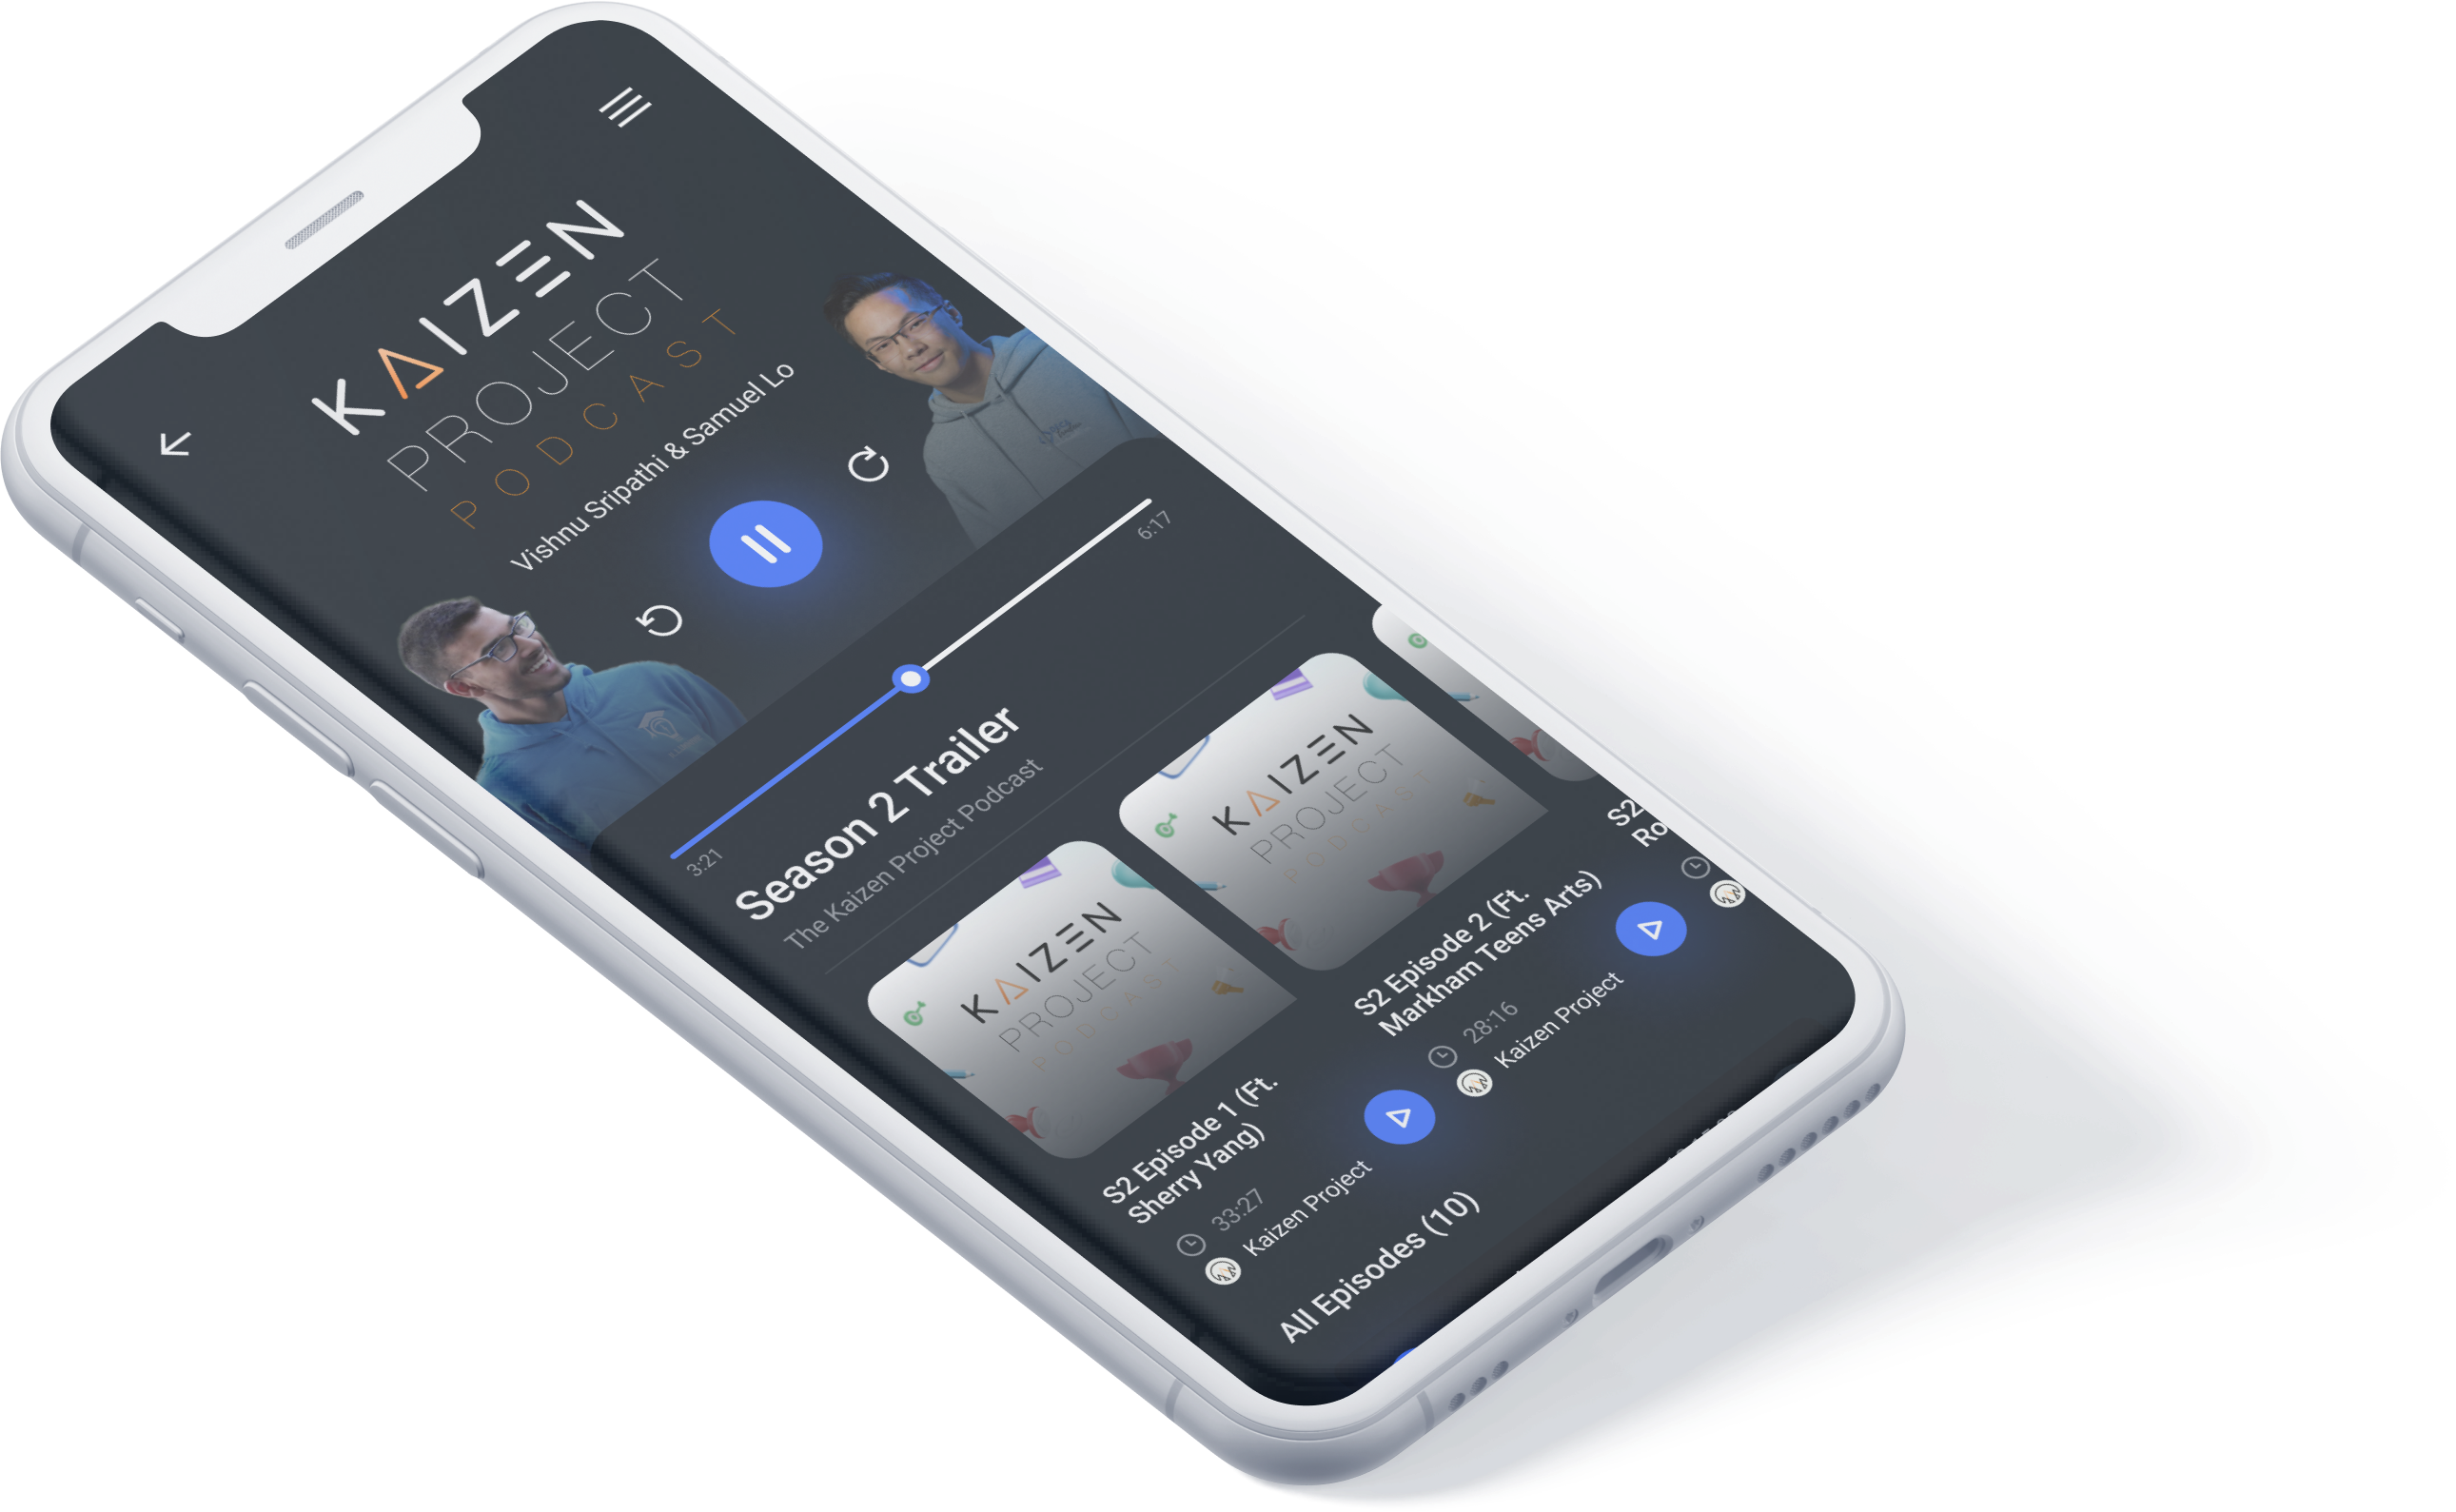 KAIZEN
PROJECT
PODCAST
Vishnu Sripathi & Samuel Lo
3:21
6:17
Season 2 Trailer
The Kaizen Project Podcast
KAIZEN
PROJECT
PODCAST
S2 Episode 1 (Ft.
Sherry Yang)
33:27
Kaizen Project
KAIZEN
PROJECT
PODCAST
S2 Episode 2 (Ft.
Markham Teens Arts)
28:16
Kaizen Project
S2
Ro
All Episodes (10)